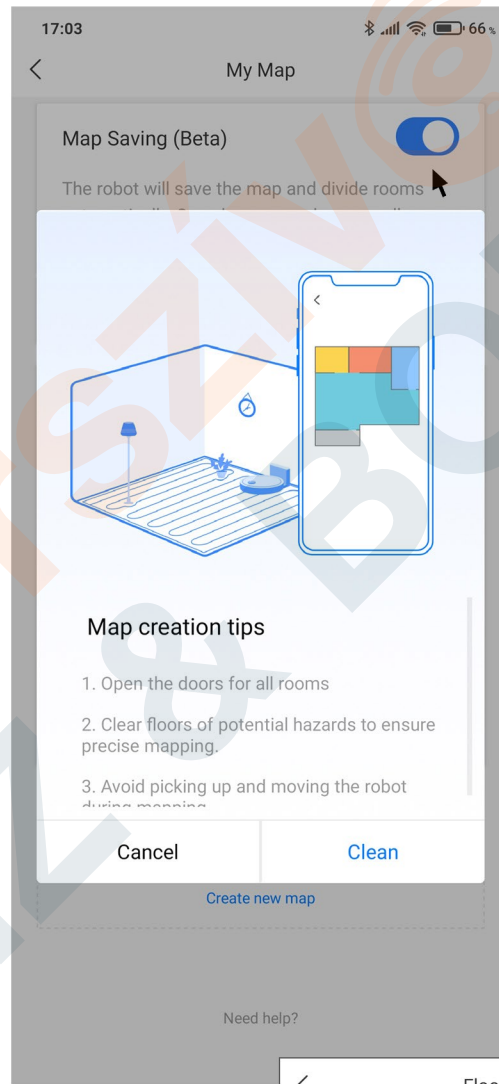 17:03
66 %
My Map
Map Saving (Beta)
The robot will save the map and divide rooms
Map creation tips
1. Open the doors for all rooms
2. Clear floors of potential hazards to ensure
precise mapping.
3. Avoid picking up and moving the robot
during mapping
Cancel
Clean
Create new map
Need help?